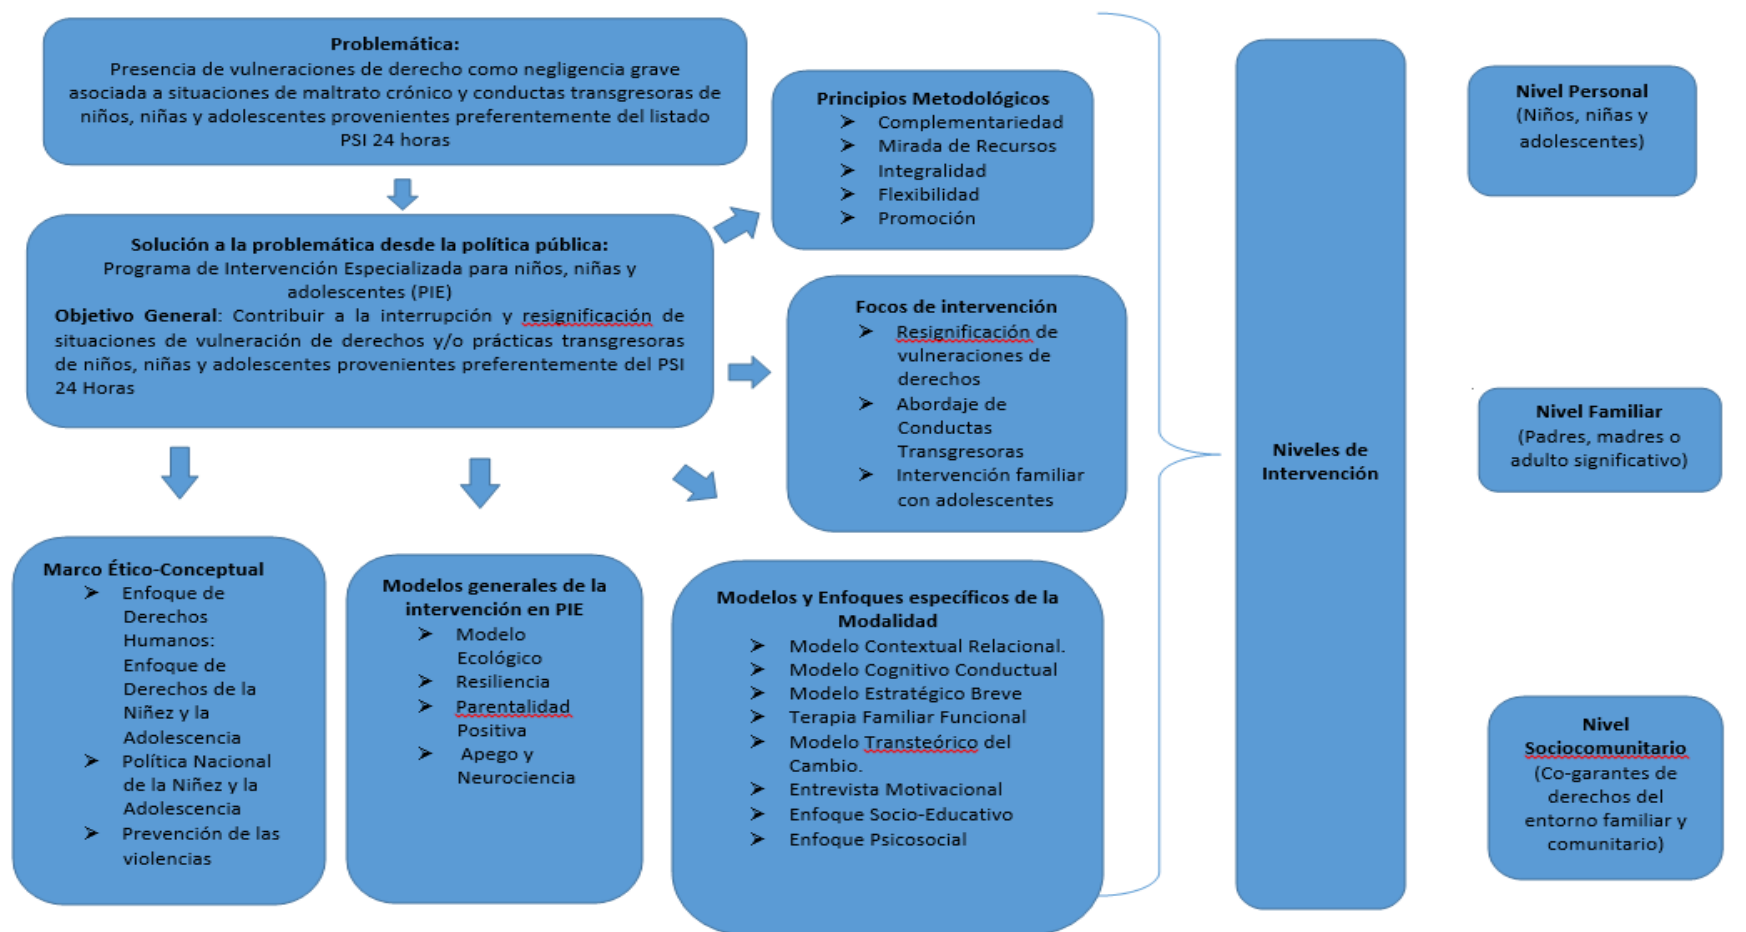 Problemática:
Presencia de vulneraciones de derecho como negligencia grave
asociada a situaciones de maltrato crónico y conductas transgresoras de
niños, niñas y adolescentes provenientes preferentemente del listado
PSI 24 horas
Solución a la problemática desde la política pública:
Programa de Intervención Especializada para niños, niñas y
adolescentes (PIE)
Objetivo General: Contribuir a la interrupción y resignificación de
situaciones de vulneración de derechos y/o prácticas transgresoras
de niños, niñas y adolescentes provenientes preferentemente del PSI
24 Horas
Principios Metodológicos
➢ Complementariedad
➢ Mirada de Recursos
➢ Integralidad
➢ Flexibilidad
➢ Promoción
Focos de intervención
➢ Resignificación de
vulneraciones de
derechos
➢ Abordaje de
Conductas
Transgresoras
➢ Intervención familiar
con adolescentes
Marco Ético-Conceptual
➢ Enfoque de
Derechos
Humanos:
Enfoque de
Derechos de la
Niñez y la
Adolescencia
➢ Política Nacional
de la Niñez y la
Adolescencia
➢ Prevención de las
violencias
Modelos generales de la
intervención en PIE
➢ Modelo
Ecológico
➢ Resiliencia
➢ Parentalidad
Positiva
➢ Apego y
Neurociencia
Modelos y Enfoques específicos de la
Modalidad
➢ Modelo Contextual Relacional.
➢ Modelo Cognitivo Conductual
➢ Modelo Estratégico Breve
➢ Terapia Familiar Funcional
➢ Modelo Transteórico del
Cambio.
➢ Entrevista Motivacional
➢ Enfoque Socio-Educativo
➢ Enfoque Psicosocial
Niveles de
Intervención
Nivel Personal
(Niños, niñas y
adolescentes)
Nivel Familiar
(Padres, madres o
adulto significativo)
Nivel
Sociocomunitario
(Co-garantes de
derechos del
entorno familiar y
comunitario)